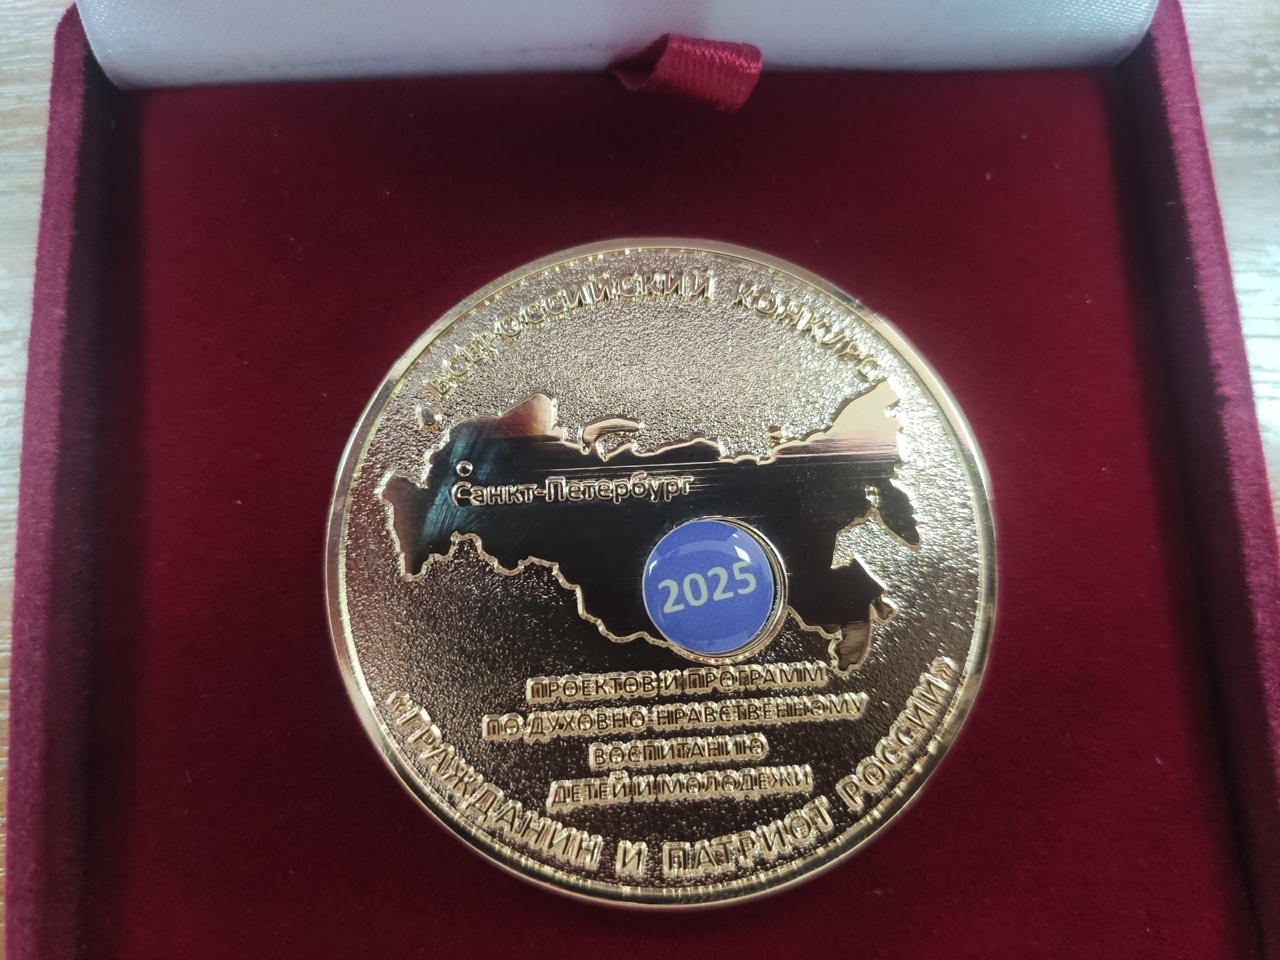 ВСЕРОССИЙСКИЙ КОНКУРС
Санкт-Петербург
2025
ПРОЕКТОВ И ПРОГРАММ
ПО ДУХОВНО-НРАВСТВЕННОМУ
ВОСПИТАНИЮ
ДЕТЕЙ И МОЛОДЕЖИ
«ГРАЖДАНИН И ПАТРИОТ РОССИИ»